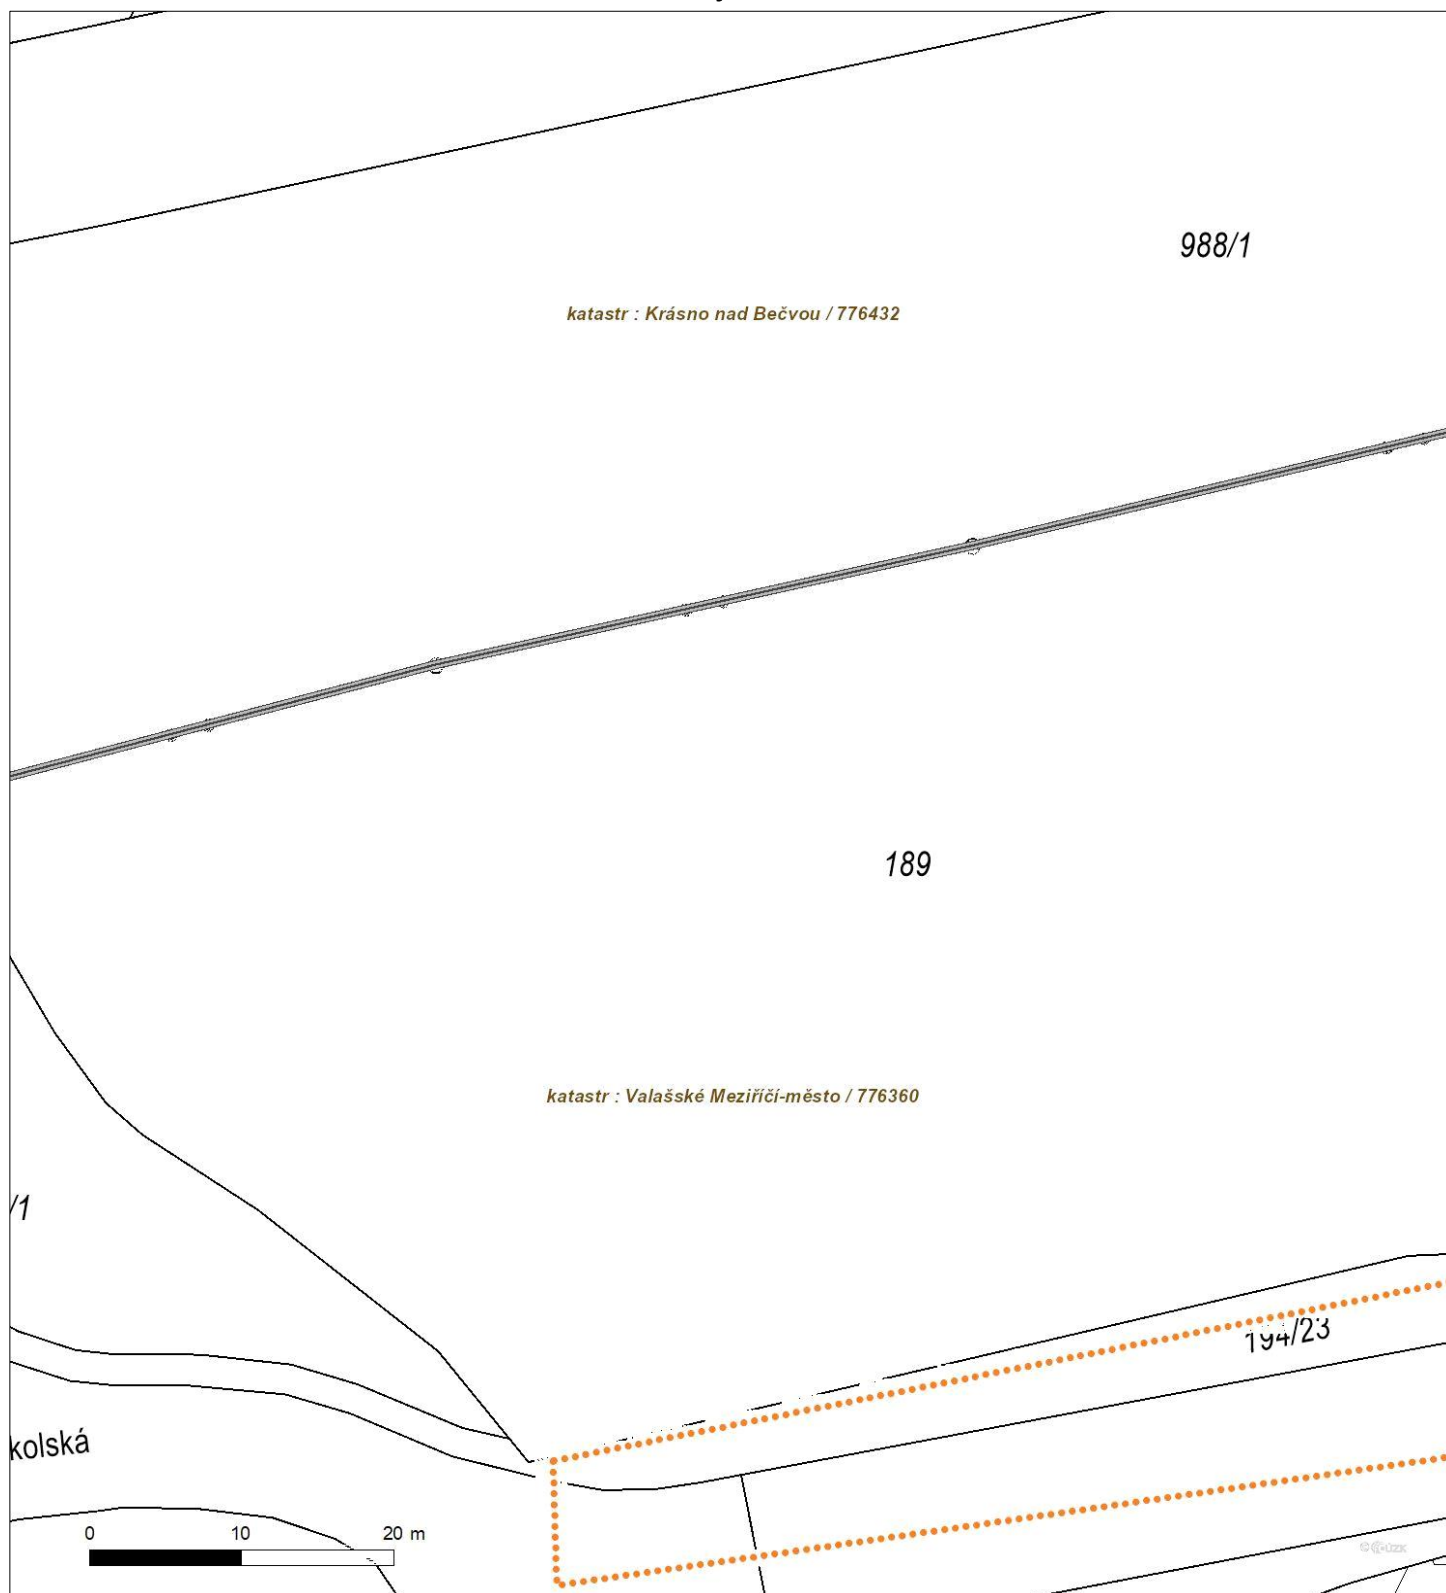 988/1
katastr : Krásno nad Bečvou / 776432
189
katastr : Valašské Meziříčí-město / 776360
/1
194/23
kolská
0 10 20 m